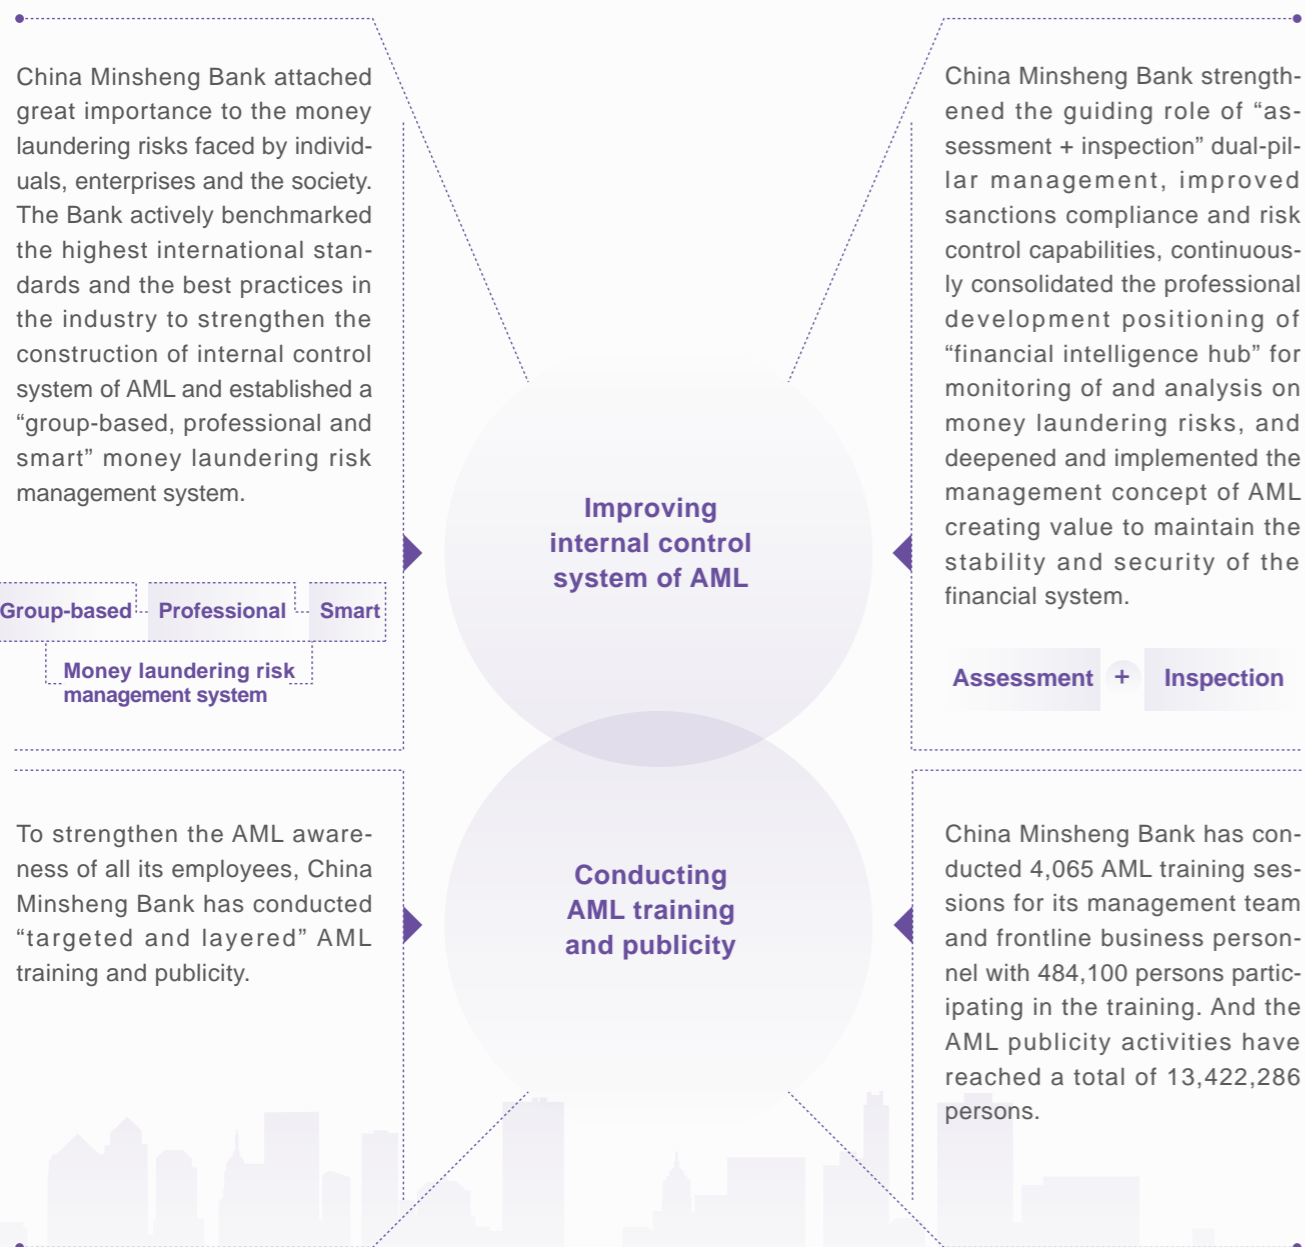 China Minsheng Bank attached
great importance to the money
laundering risks faced by individ-
uals, enterprises and the society.
The Bank actively benchmarked
the highest international stan-
dards and the best practices in
the industry to strengthen the
construction of internal control
system of AML and established a
“group-based, professional and
smart” money laundering risk
management system.
Group-based Professional Smart
Money laundering risk
management system
Improving
internal control
system of AML
China Minsheng Bank strength-
ened the guiding role of “as-
sessment + inspection” dual-pil-
lar management, improved
sanctions compliance and risk
control capabilities, continuous-
ly consolidated the professional
development positioning of
“financial intelligence hub” for
monitoring of and analysis on
money laundering risks, and
deepened and implemented the
management concept of AML
creating value to maintain the
stability and security of the
financial system.
Assessment + Inspection
To strengthen the AML aware-
ness of all its employees, China
Minsheng Bank has conducted
“targeted and layered” AML
training and publicity.
Conducting
AML training
and publicity
China Minsheng Bank has con-
ducted 4,065 AML training ses-
sions for its management team
and frontline business person-
nel with 484,100 persons partic-
ipating in the training. And the
AML publicity activities have
reached a total of 13,422,286
persons.